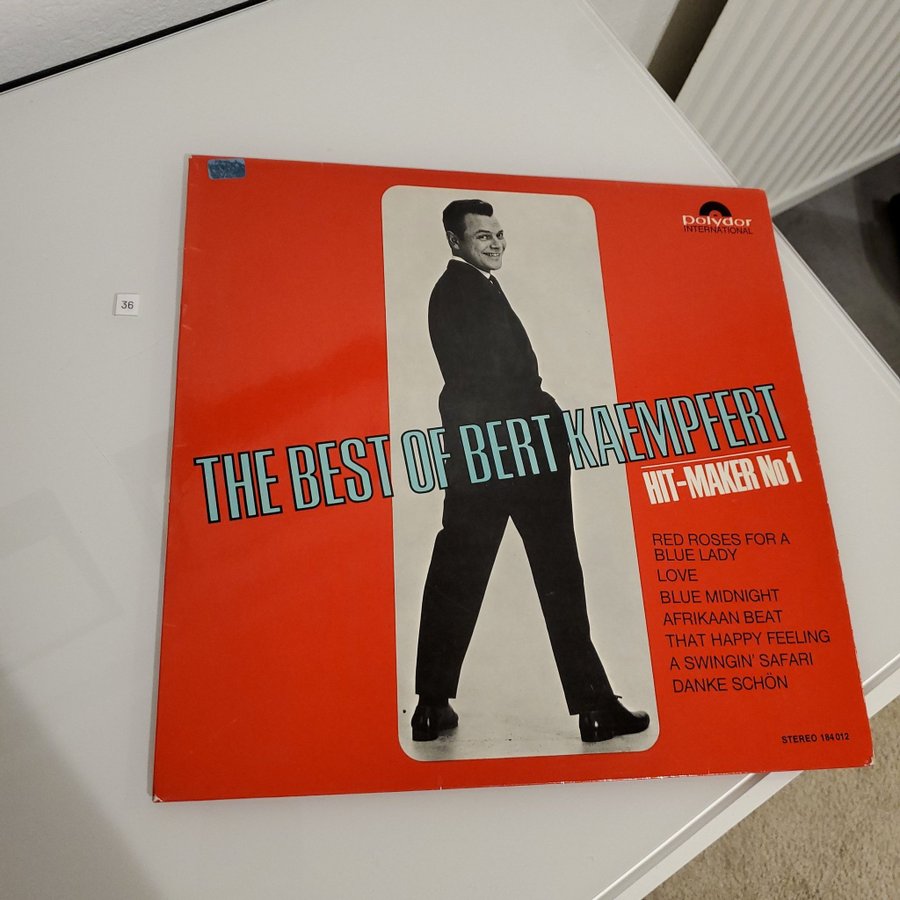 polydor
INTERNATIONAL
36
THE BEST OF BERT KAEMPFERT
HIT-MAKER No 1
RED ROSES FOR A
BLUE LADY
LOVE
BLUE MIDNIGHT
AFRIKAAN BEAT
THAT HAPPY FEELING
A SWINGIN' SAFARI
DANKE SCHÖN
STEREO 184 012